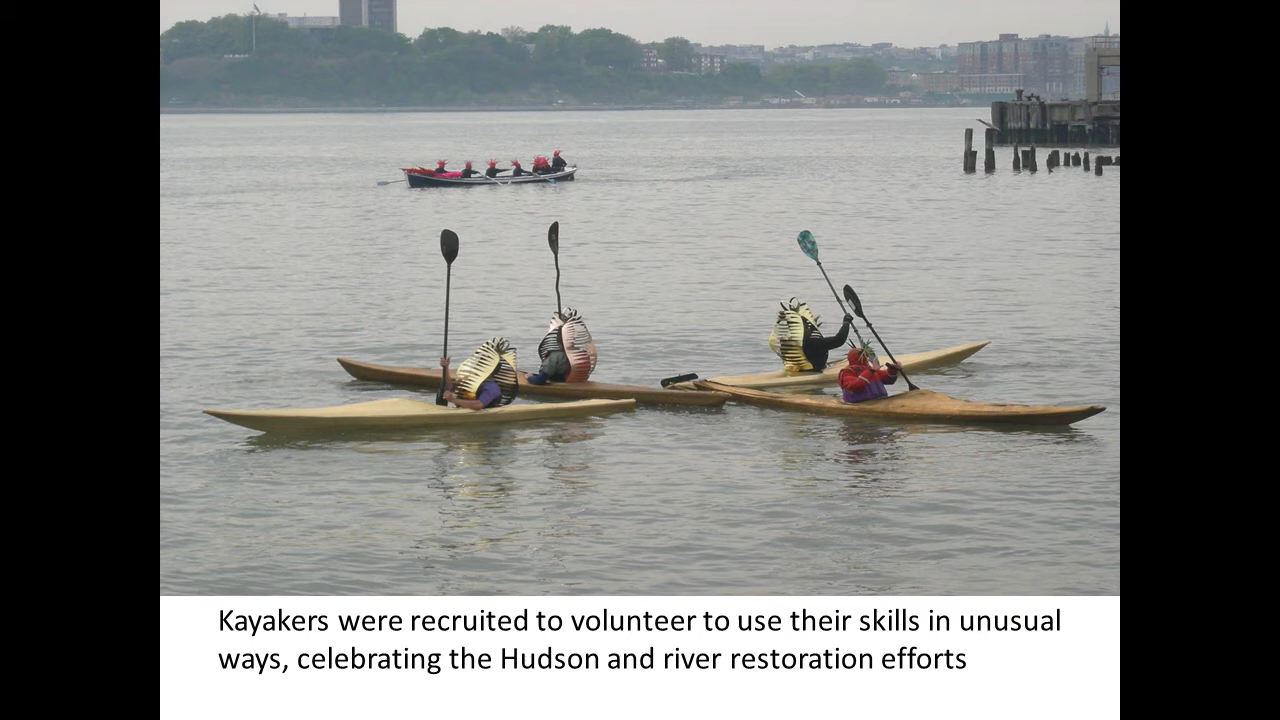 Kayakers were recruited to volunteer to use their skills in unusual
ways, celebrating the Hudson and river restoration efforts